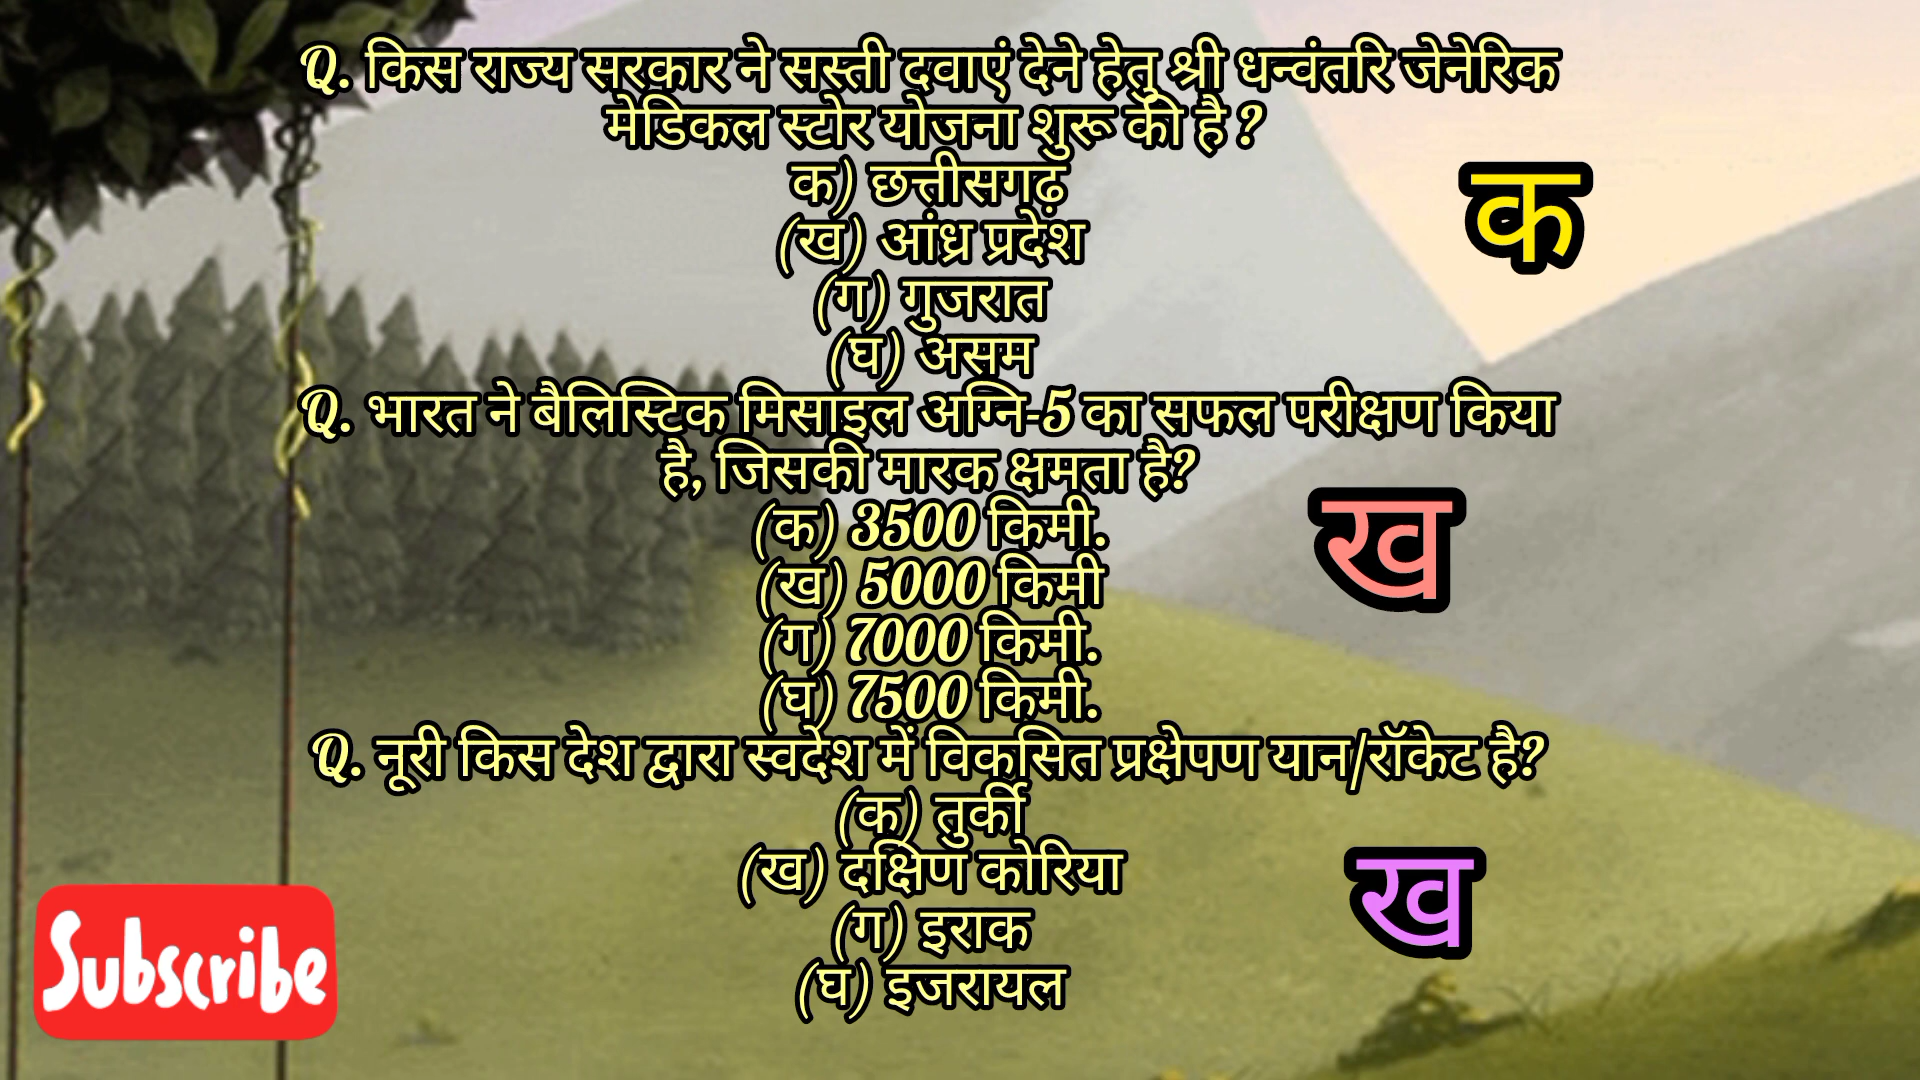 Q. किस राज्य सरकार ने सस्ती दवाएं देने हेतु श्री धन्वंतरि जेनेरिक
मेडिकल स्टोर योजना शुरू की है ?
क) छत्तीसगढ़
(ख) आंध्र प्रदेश
(ग) गुजरात
(घ) असम
क
Q. भारत ने बैलिस्टिक मिसाइल अग्नि-5 का सफल परीक्षण किया
है, जिसकी मारक क्षमता है?
(क) 3500 किमी.
(ख) 5000 किमी
(ग) 7000 किमी.
(घ) 7500 किमी.
ख
Q. नूरी किस देश द्वारा स्वदेश में विकसित प्रक्षेपण यान/रॉकेट है?
(क) तुर्की
(ख) दक्षिण कोरिया
(ग) इराक
(घ) इजरायल
ख
Subscribe